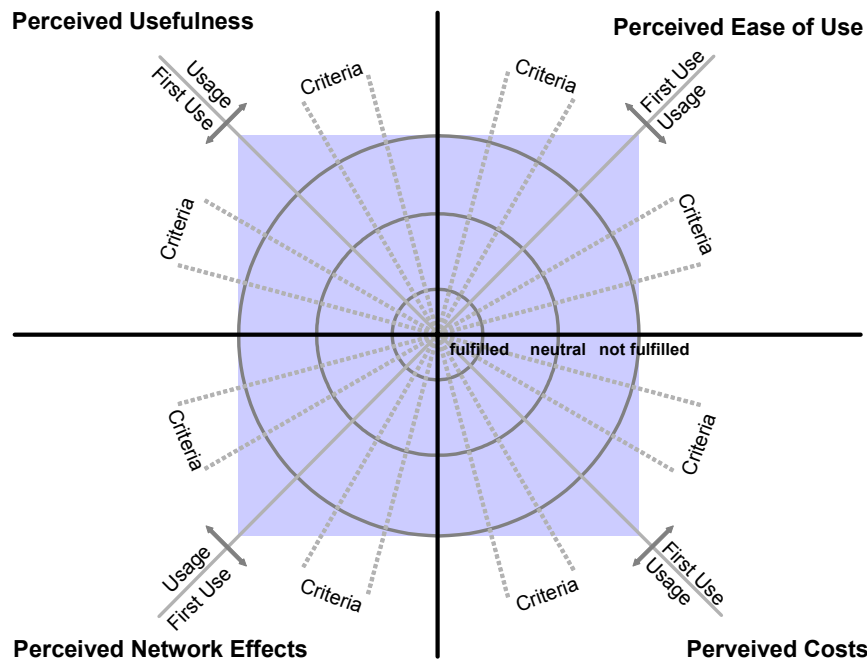 Perceived Usefulness
Perceived Ease of Use
Usage
First Use
Criteria
Criteria
First Use
Usage
Criteria
Criteria
fulfilled neutral not fulfilled
Criteria
Criteria
Usage
First Use
Criteria
Criteria
First Use
Usage
Perceived Network Effects
Perveived Costs